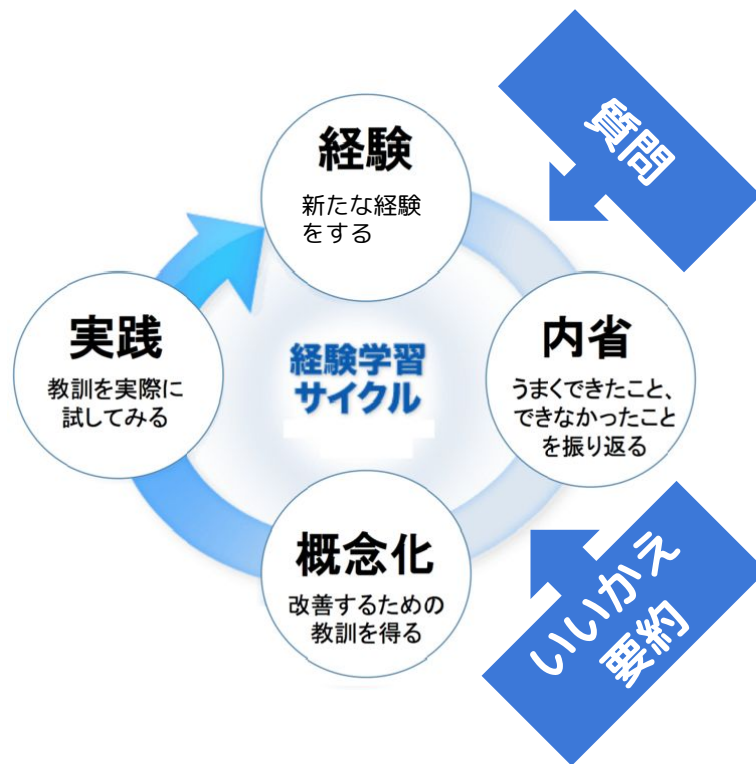 質問
経験
新たな経験
をする
実践
教訓を実際に
試してみる
経験学習
サイクル
内省
うまくできたこと、
できなかったこと
を振り返る
概念化
改善するための
教訓を得る
いいかえ
要約